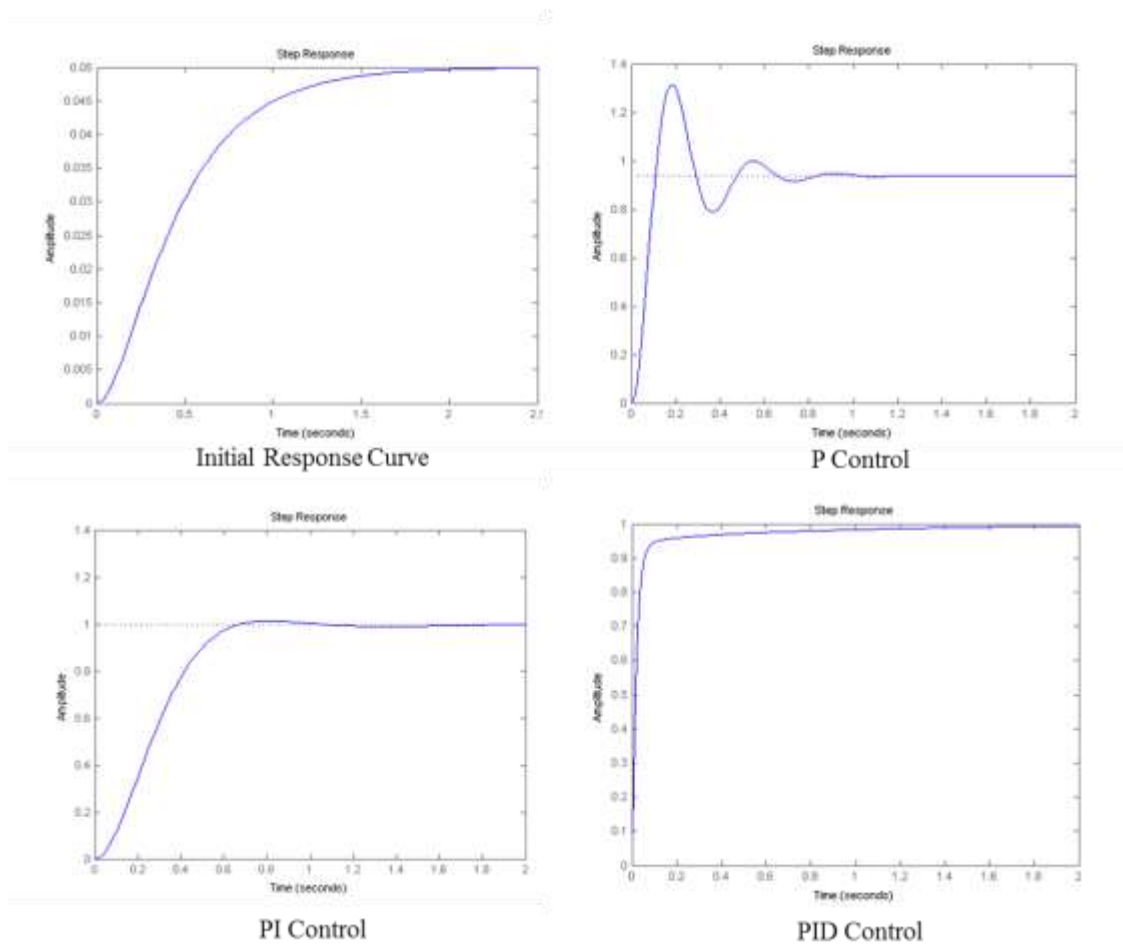 Step Response
0.05
0.045
0.04
0.035
0.03
0.025
0.02
0.015
0.01
0.005
0
Amplitude
0 0.5 1 1.5 2 2.5
Time (seconds)
Initial Response Curve
Step Response
1.4
1.2
1
0.8
0.6
0.4
0.2
0
Amplitude
0 0.2 0.4 0.6 0.8 1 1.2 1.4 1.6 1.8 2
Time (seconds)
P Control
Step Response
1.4
1.2
1
0.8
0.6
0.4
0.2
0
Amplitude
0 0.2 0.4 0.6 0.8 1 1.2 1.4 1.6 1.8 2
Time (seconds)
PI Control
Step Response
1
0.9
0.8
0.7
0.6
0.5
0.4
0.3
0.2
0.1
0
Amplitude
0 0.2 0.4 0.6 0.8 1 1.2 1.4 1.6 1.8 2
Time (seconds)
PID Control